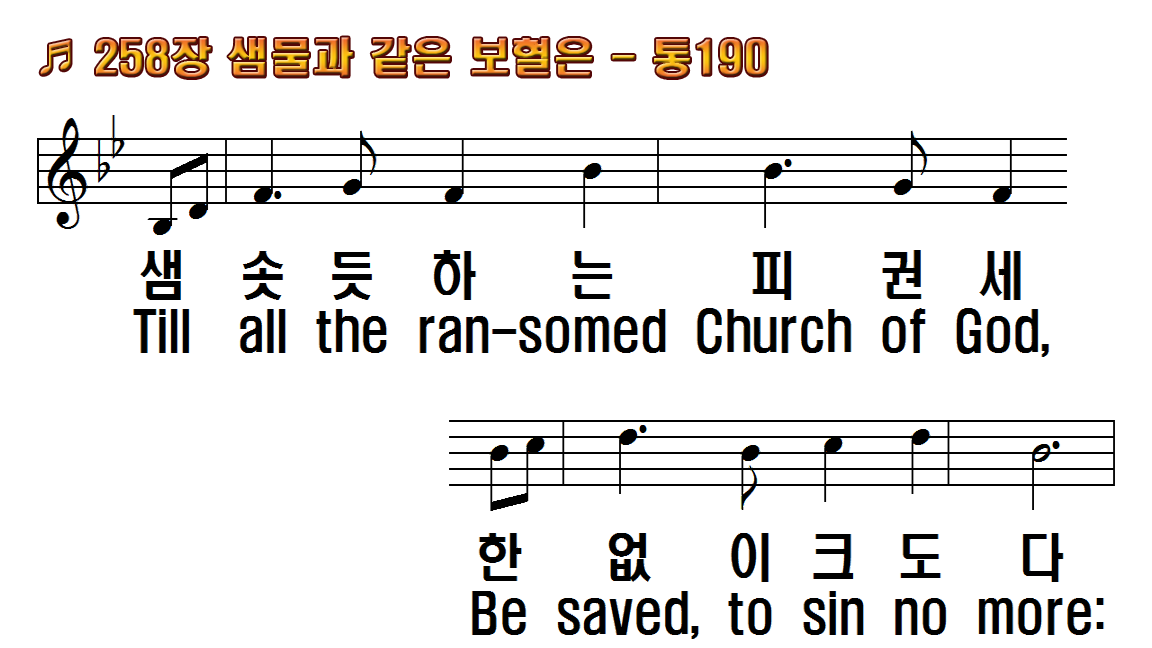 258장 샘물과 같은 보혈은 - 통190
샘 솟 듯 하 는 피 권 세
Till all the ran-somed Church of God,
한 없 이 크 도 다
Be saved, to sin no more: